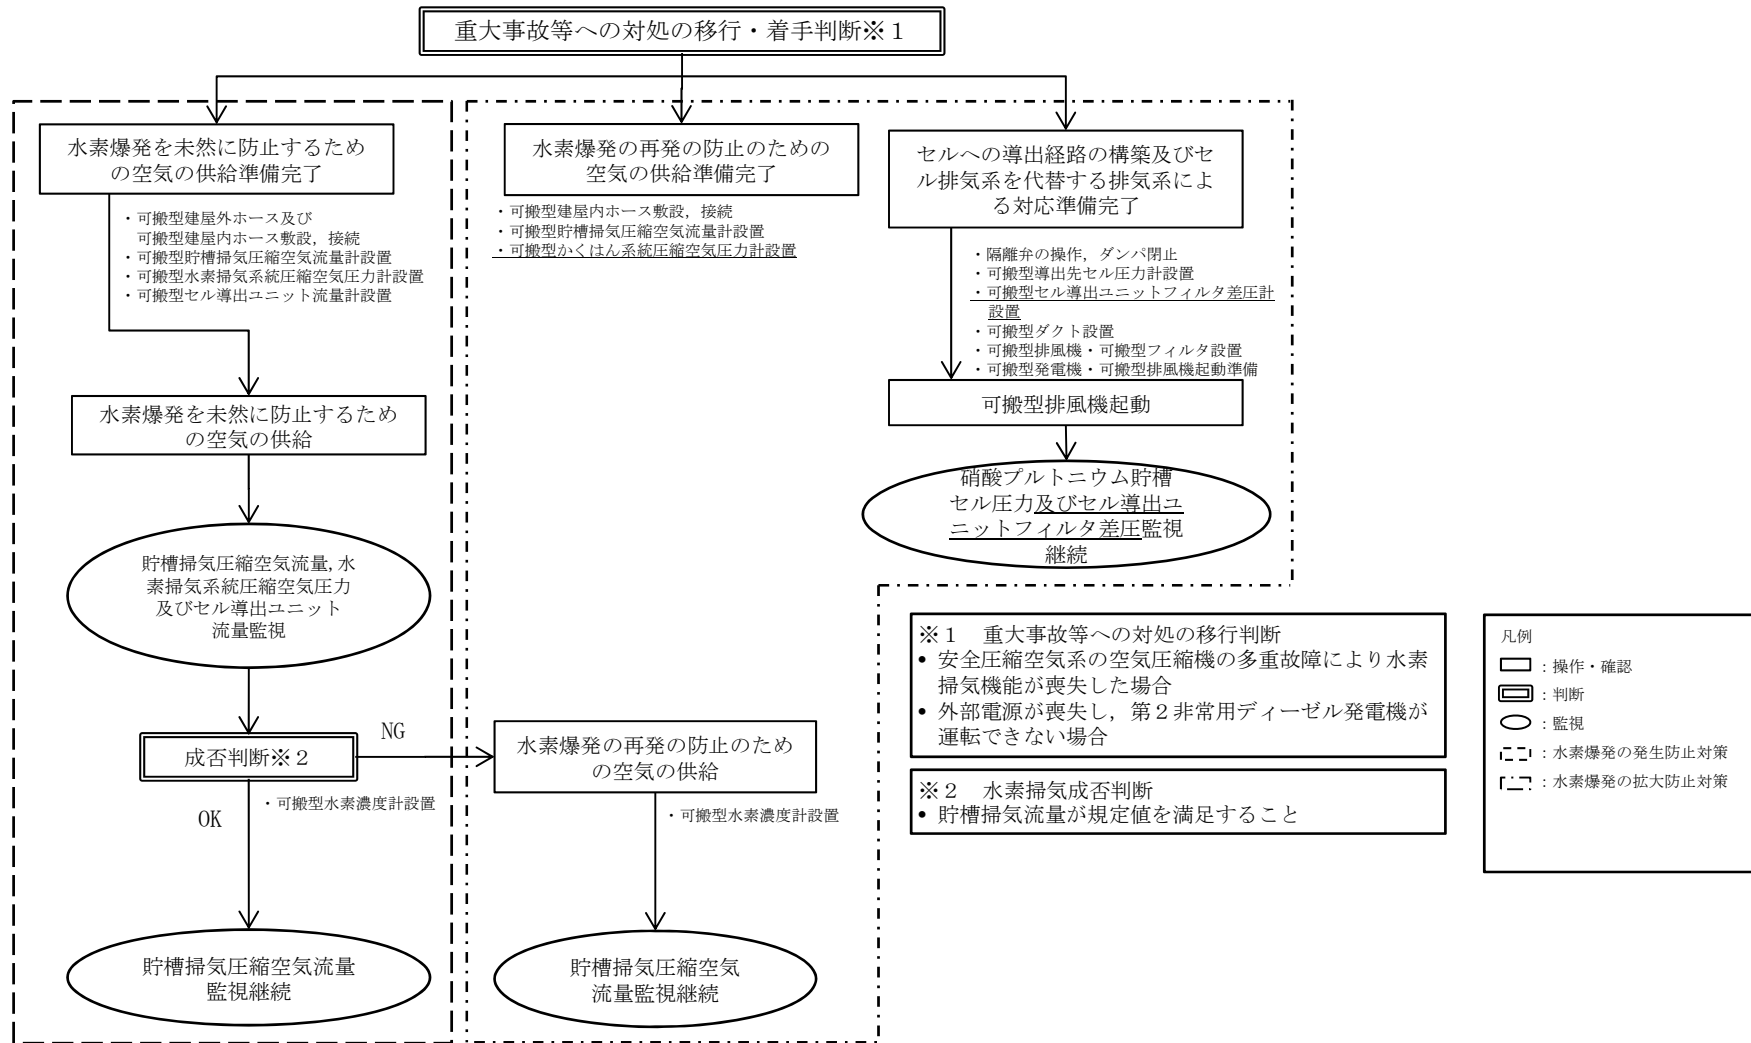 重大事故等への対処の移行・着手判断※１
水素爆発を未然に防止するため
の空気の供給準備完了
・可搬型建屋外ホース及び
可搬型建屋内ホース敷設，接続
・可搬型貯槽掃気圧縮空気流量計設置
・可搬型水素掃気系統圧縮空気圧力計設置
・可搬型セル導出ユニット流量計設置
水素爆発を未然に防止するため
の空気の供給
貯槽掃気圧縮空気流量，水
素掃気系統圧縮空気圧力
及びセル導出ユニット
流量監視
成否判断※２
NG
OK
・可搬型水素濃度計設置
貯槽掃気圧縮空気流量
監視継続
水素爆発の再発の防止のための
空気の供給準備完了
・可搬型建屋内ホース敷設，接続
・可搬型貯槽掃気圧縮空気流量計設置
・可搬型かくはん系統圧縮空気圧力計設置
水素爆発の再発の防止のため
の空気の供給
・可搬型水素濃度計設置
貯槽掃気圧縮空気
流量監視継続
セルへの導出経路の構築及びセ
ル排気系を代替する排気系によ
る対応準備完了
・隔離弁の操作，ダンパ閉止
・可搬型導出先セル圧力計設置
・可搬型セル導出ユニットフィルタ差圧計
設置
・可搬型ダクト設置
・可搬型排風機・可搬型フィルタ設置
・可搬型発電機・可搬型排風機起動準備
可搬型排風機起動
硝酸プルトニウム貯槽
セル圧力及びセル導出ユ
ニットフィルタ差圧監視
継続
※１　重大事故等への対処の移行判断
• 安全圧縮空気系の空気圧縮機の多重故障により水素
掃気機能が喪失した場合
• 外部電源が喪失し，第２非常用ディーゼル発電機が
運転できない場合
※２　水素掃気成否判断
• 貯槽掃気流量が規定値を満足すること
凡例
：操作・確認
：判断
：監視
：水素爆発の発生防止対策
：水素爆発の拡大防止対策